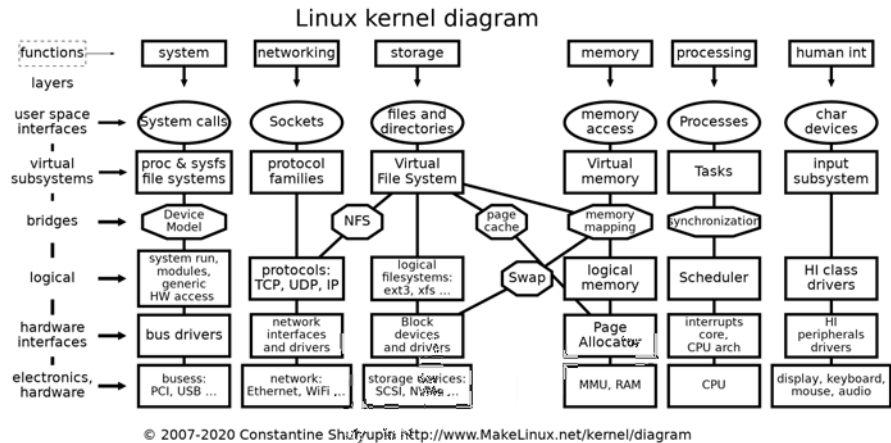 Linux kernel diagram
functions
system
networking
storage
memory
processing
human int
layers
user space
interfaces
System calls
Sockets
files and
directories
memory
access
Processes
char
devices
virtual
subsystems
proc & sysfs
file systems
protocol
families
Virtual
File System
Virtual
memory
Tasks
input
subsystem
bridges
Device
Model
NFS
page
cache
memory
mapping
synchronization
logical
system run,
modules,
generic
HW access
protocols:
TCP, UDP, IP
logical
filesystems:
ext3, xfs ...
Swap
logical
memory
Scheduler
HI class
drivers
hardware
interfaces
bus drivers
network
interfaces
and drivers
Block
devices
and drivers
Page
Allocator
interrupts
core,
CPU arch
HI
peripherals
drivers
electronics,
hardware
busess:
PCI, USB ...
network:
Ethernet, WiFi ...
storage devices:
SCSI, NVMe ...
MMU, RAM
CPU
display, keyboard,
mouse, audio
© 2007-2020 Constantine Shulyupin http://www.MakeLinux.net/kernel/diagram